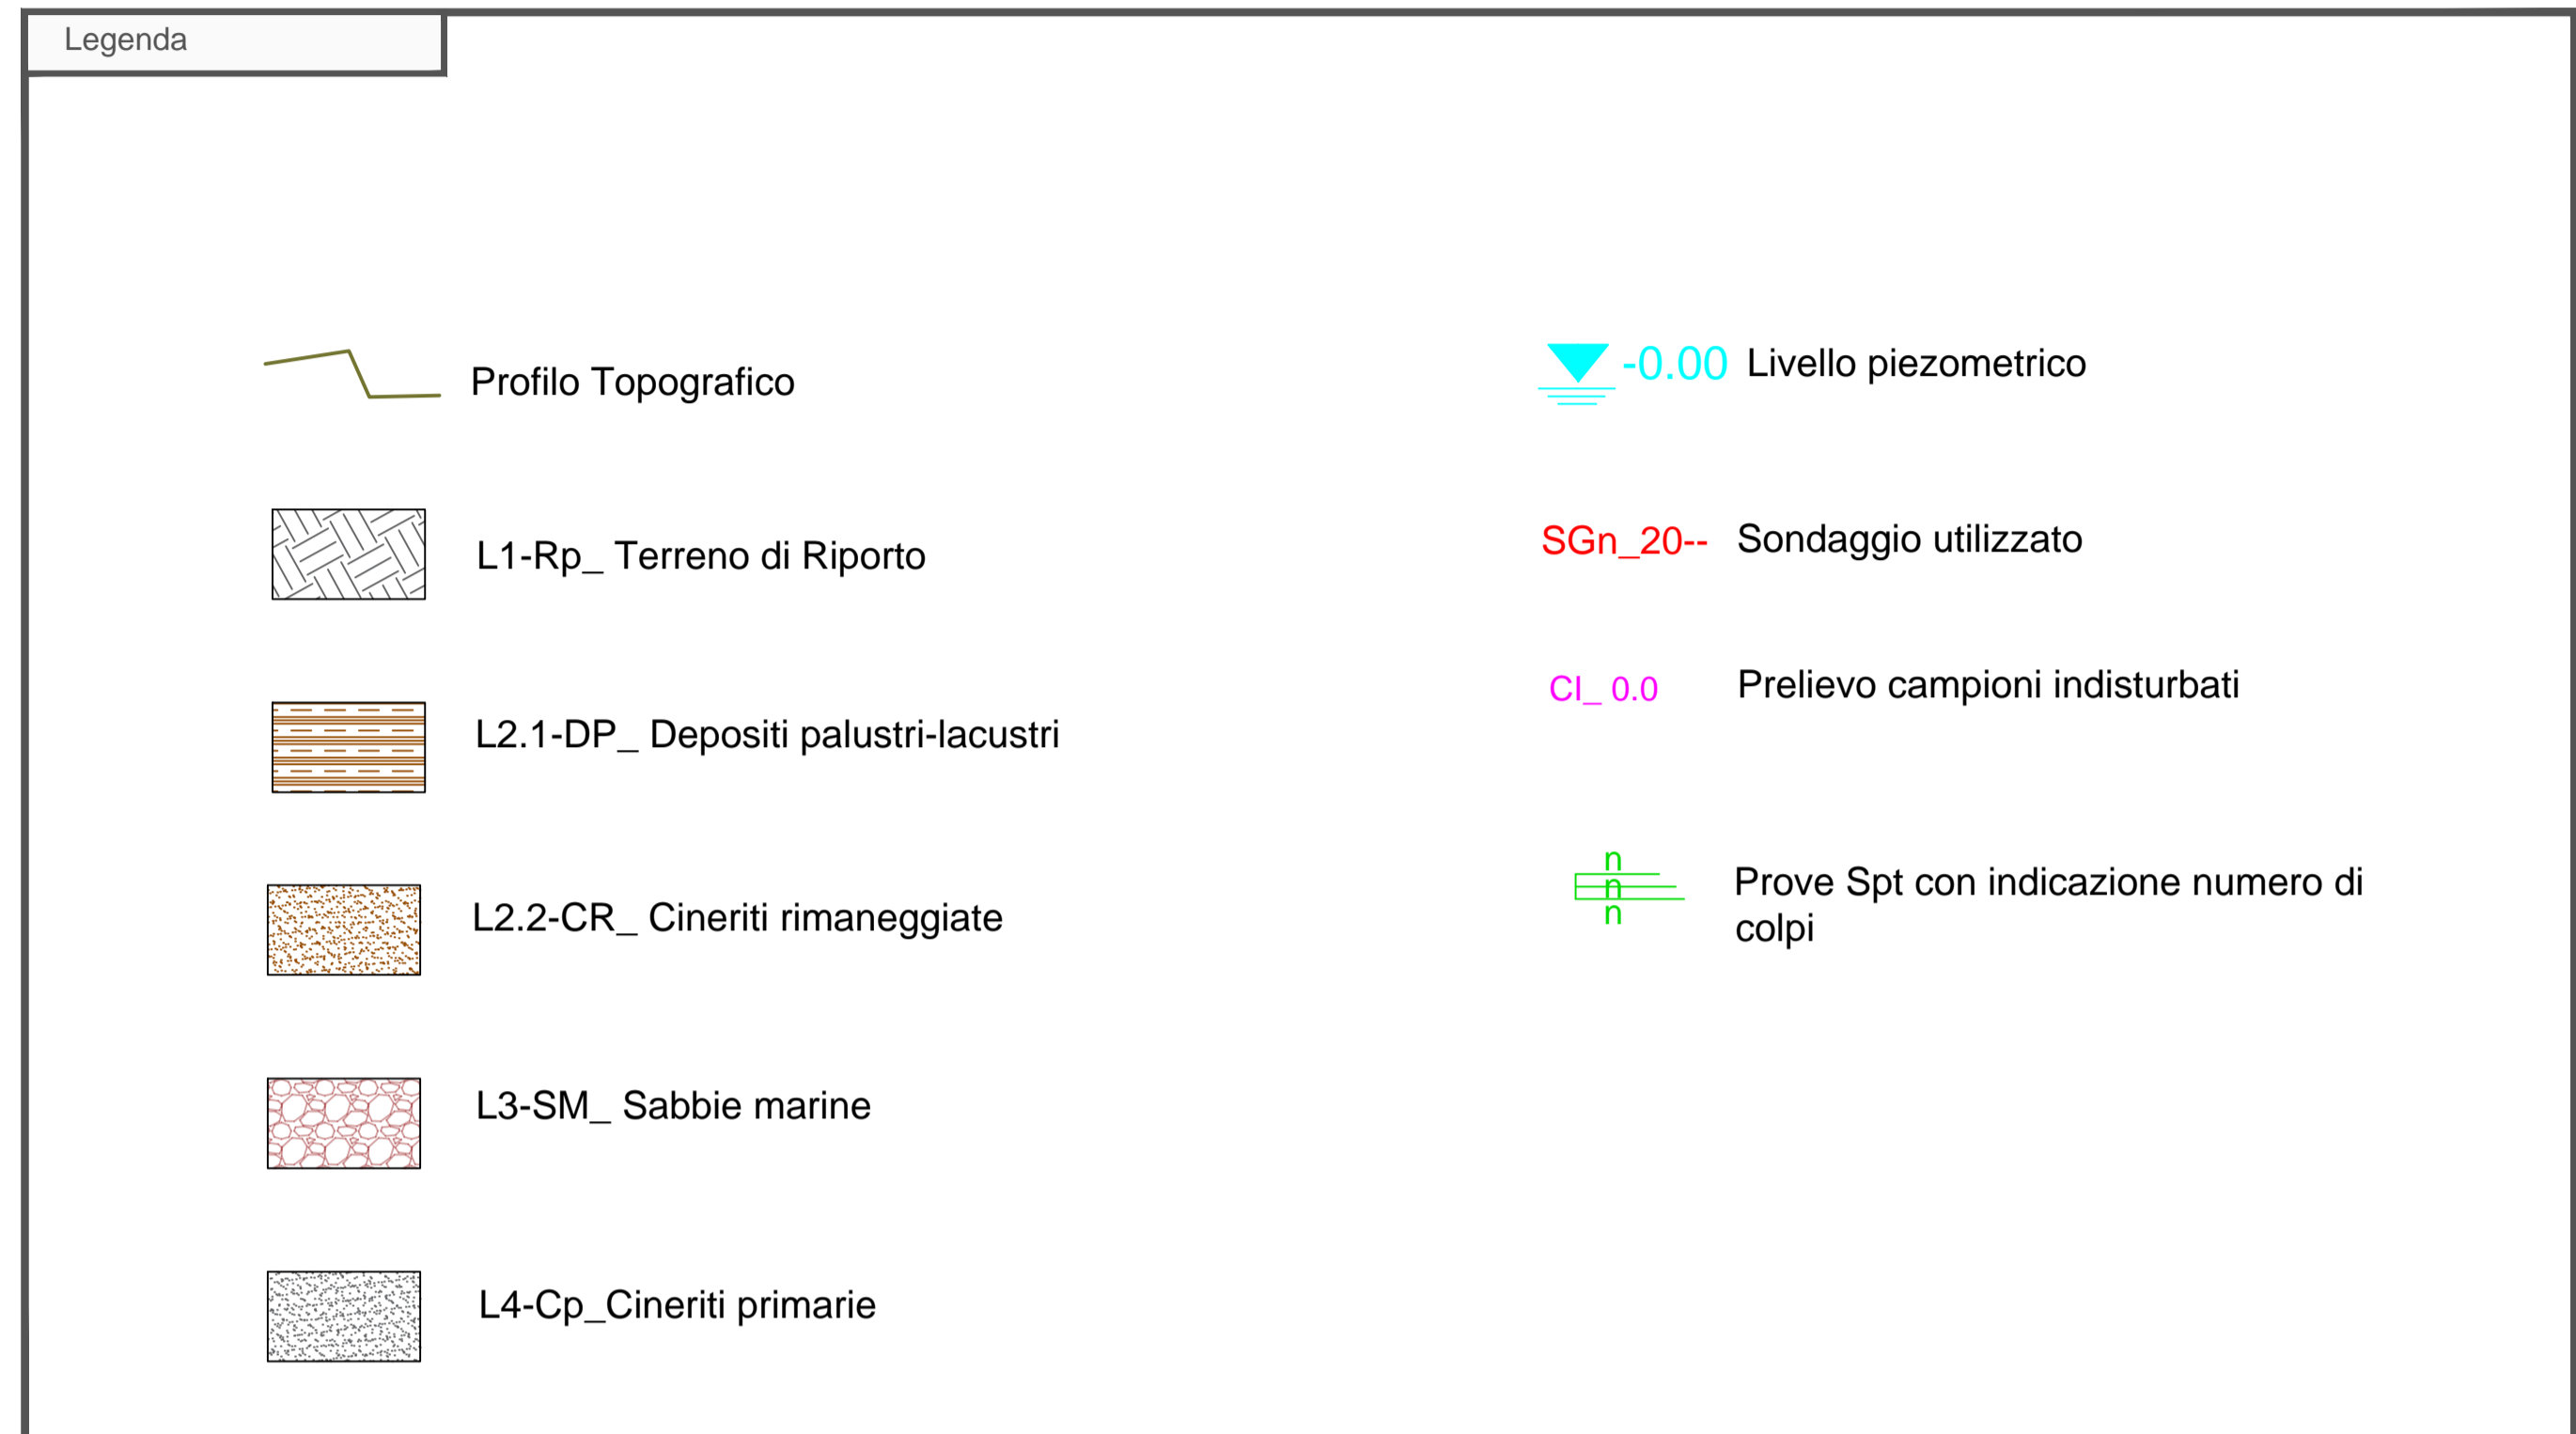 Legenda
Profilo Topografico
L1-Rp_ Terreno di Riporto
L2.1-DP_ Depositi palustri-lacustri
L2.2-CR_ Cineriti rimaneggiate
L3-SM_ Sabbie marine
L4-Cp_Cineriti primarie
-0.00 Livello piezometrico
SGn_20-- Sondaggio utilizzato
CI_ 0.0 Prelievo campioni indisturbati
n
n
n
Prove Spt con indicazione numero di
colpi